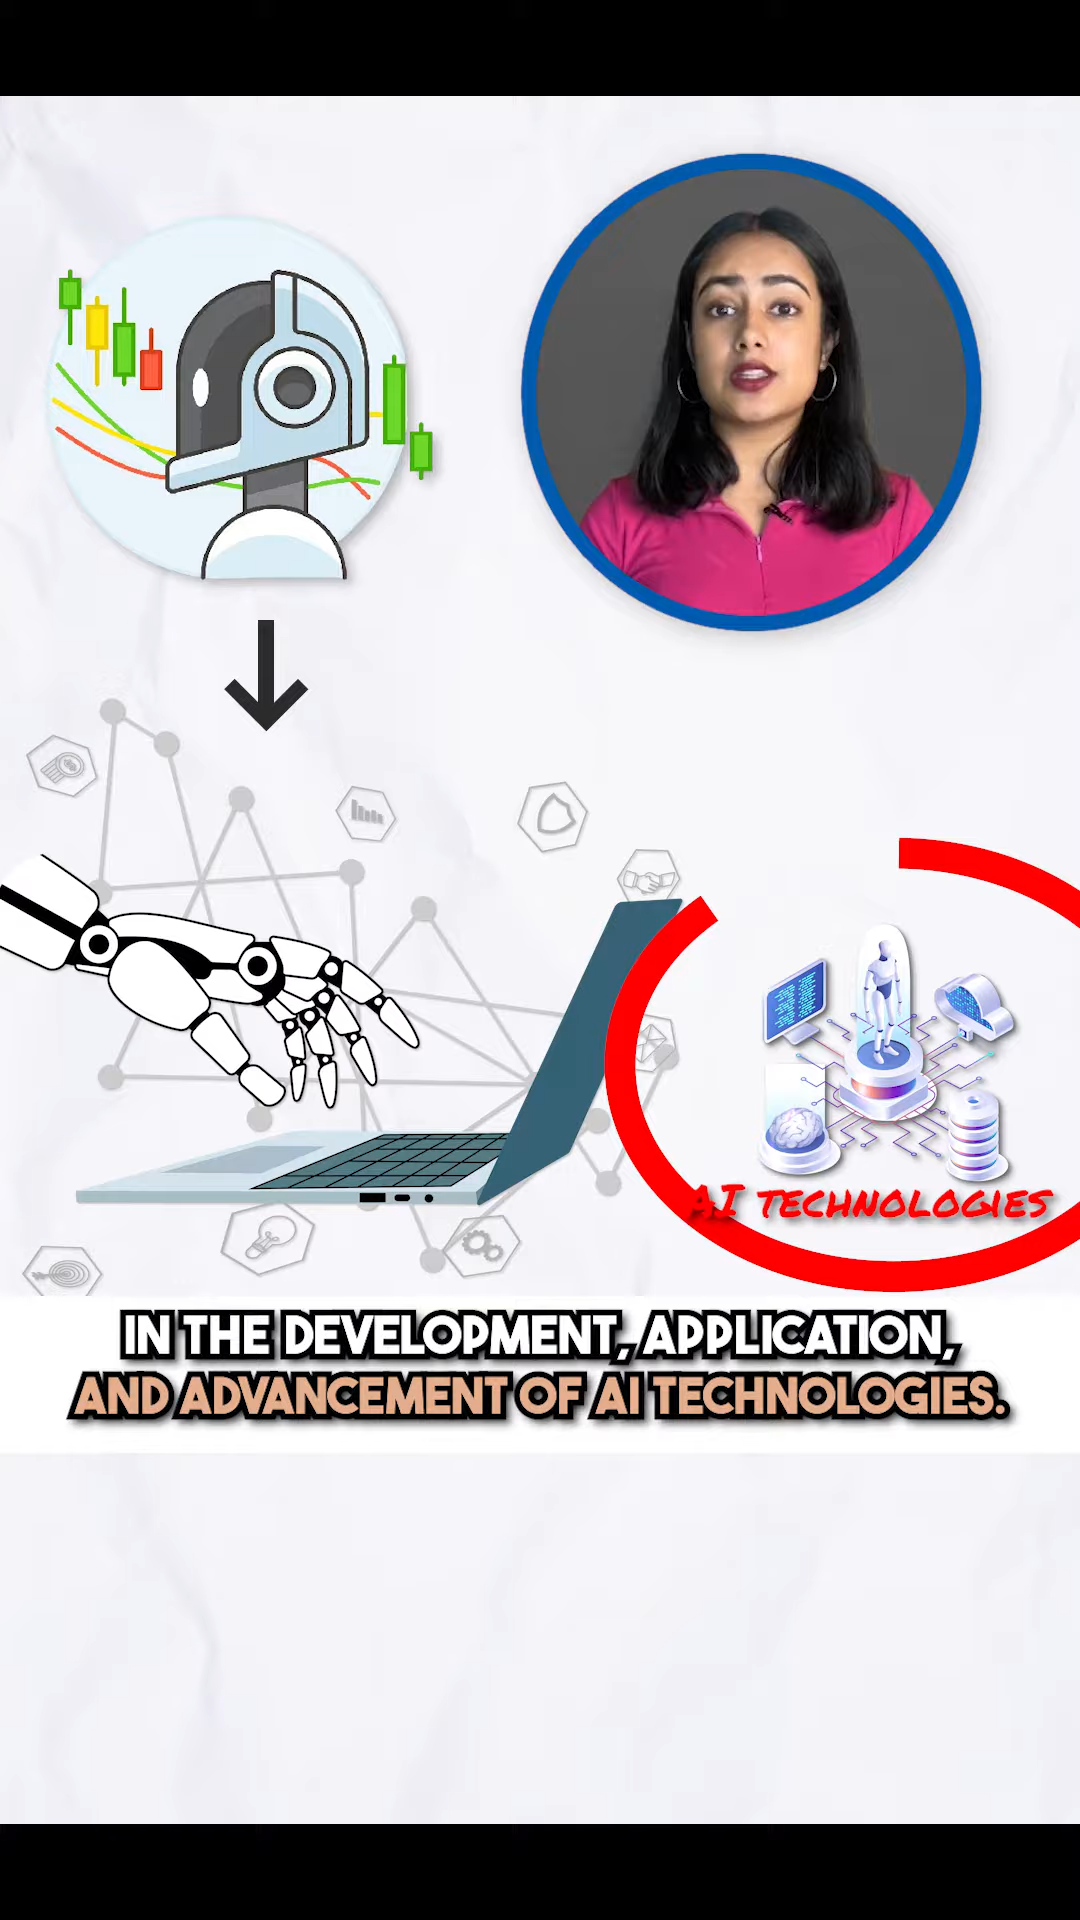 AI TECHNOLOGIES
IN THE DEVELOPMENT, APPLICATION,
AND ADVANCEMENT OF AI TECHNOLOGIES.